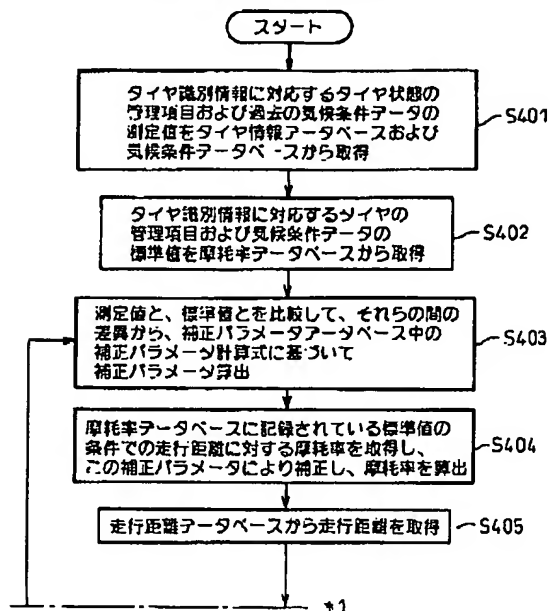 スタート
タイヤ識別情報に対応するタイヤ状態の
管理項目および過去の気候条件データの
測定値をタイヤ情報データベースおよび
気候条件データベースから取得
S401
タイヤ識別情報に対応するタイヤの
管理項目および気候条件データの
標準値を摩耗率データベースから取得
S402
測定値と、標準値とを比較して、それらの間の
差異から、補正パラメータデータベース中の
補正パラメータ計算式に基づいて
補正パラメータ算出
S403
摩耗率データベースに記録されている標準値の
条件での走行距離に対する摩耗率を取得し、
この補正パラメータにより補正し、摩耗率を算出
S404
走行距離データベースから走行距離を取得
S405
*1